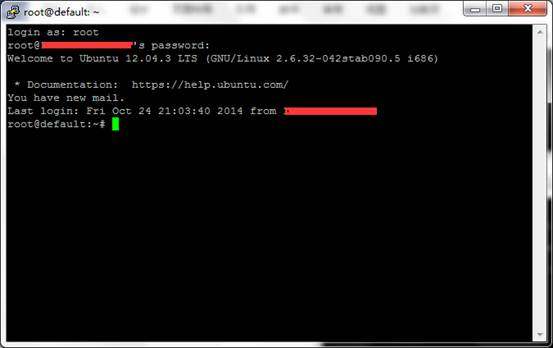 root@default: ~
login as: root
root@ 's password:
Welcome to Ubuntu 12.04.3 LTS (GNU/Linux 2.6.32-042stab090.5 i686)
* Documentation:  https://help.ubuntu.com/
You have new mail.
Last login: Fri Oct 24 21:03:40 2014 from
root@default:~#